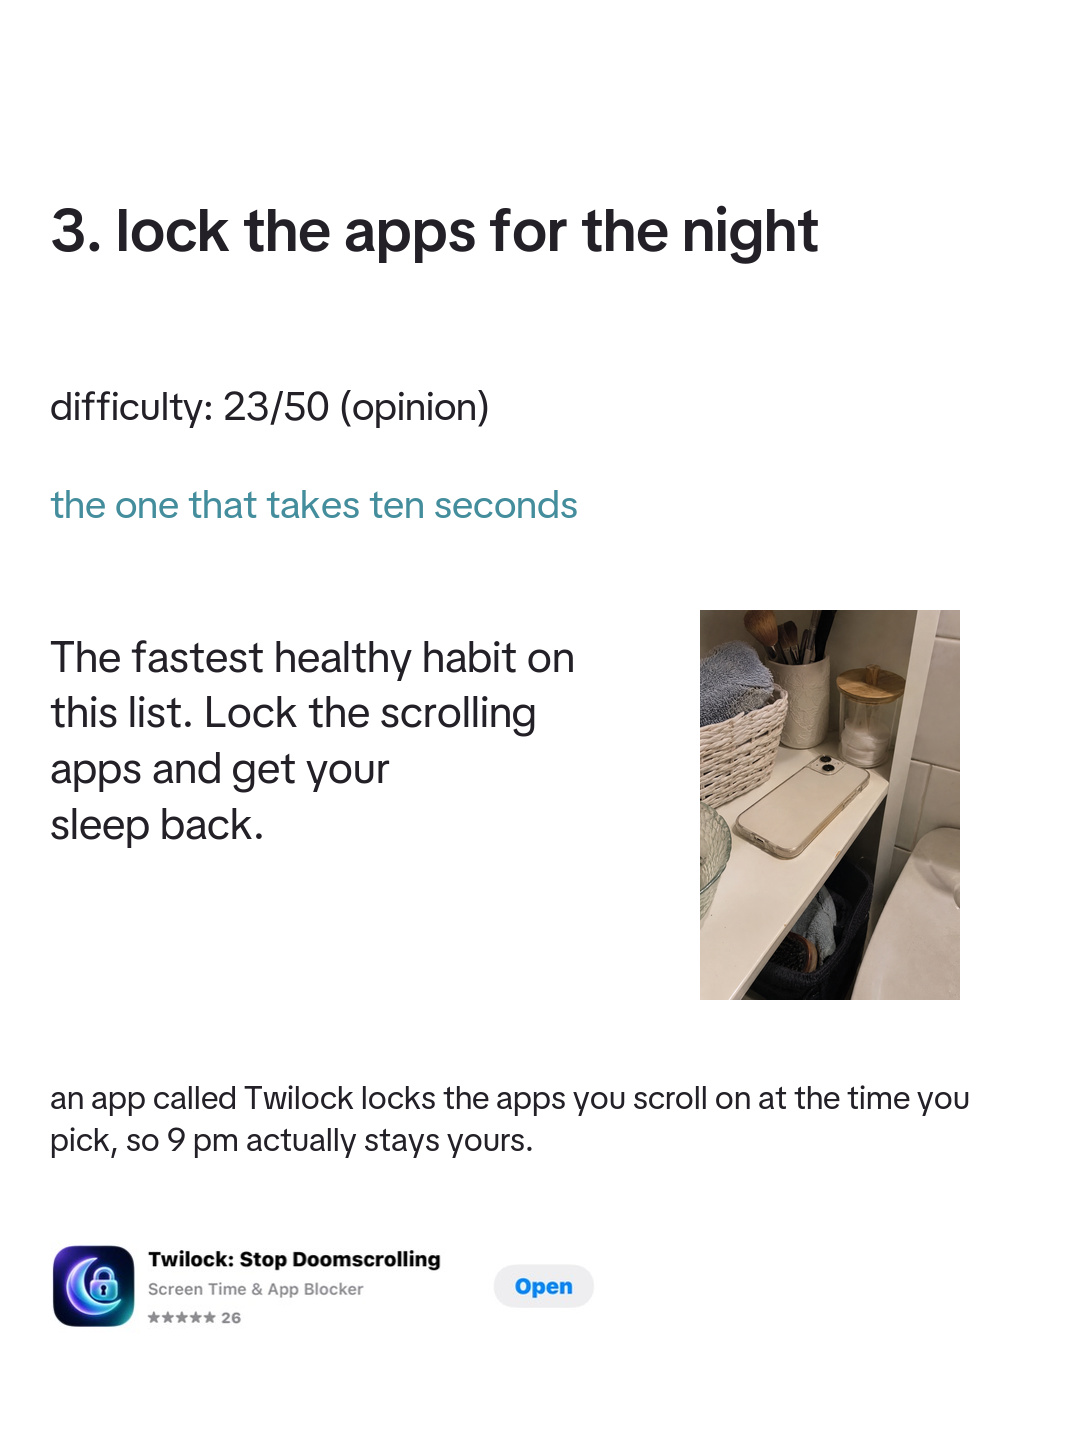 3. lock the apps for the night
difficulty: 23/50 (opinion)
the one that takes ten seconds
The fastest healthy habit on
this list. Lock the scrolling
apps and get your
sleep back.
an app called Twilock locks the apps you scroll on at the time you
pick, so 9 pm actually stays yours.
Twilock: Stop Doomscrolling
Screen Time & App Blocker
★★★★★ 26
Open